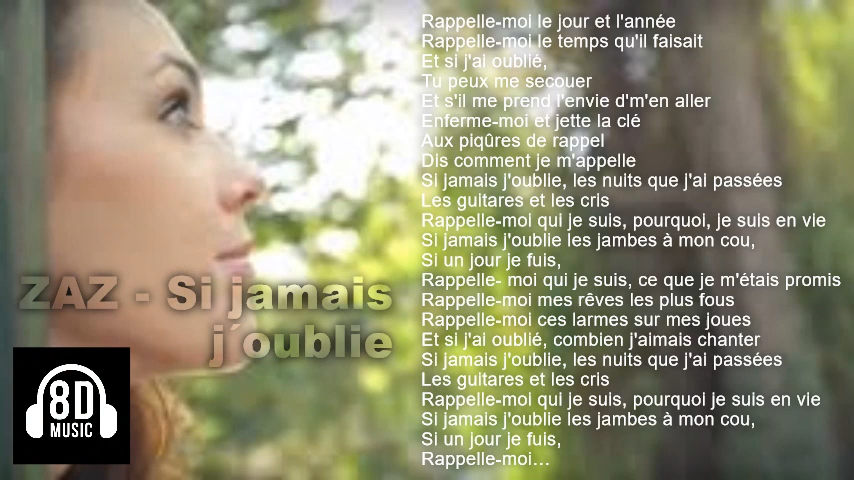 Rappelle-moi le jour et l'année
Rappelle-moi le temps qu'il faisait
Et si j'ai oublié,
Tu peux me secouer
Et s'il me prend l'envie d'm'en aller
Enferme-moi et jette la clé
Aux piqûres de rappel
Dis comment je m'appelle
Si jamais j'oublie, les nuits que j'ai passées
Les guitares et les cris
Rappelle-moi qui je suis, pourquoi, je suis en vie
Si jamais j'oublie les jambes à mon cou,
Si un jour je fuis,
Rappelle- moi qui je suis, ce que je m'étais promis
Rappelle-moi mes rêves les plus fous
Rappelle-moi ces larmes sur mes joues
Et si j'ai oublié, combien j'aimais chanter
Si jamais j'oublie, les nuits que j'ai passées
Les guitares et les cris
Rappelle-moi qui je suis, pourquoi je suis en vie
Si jamais j'oublie les jambes à mon cou,
Si un jour je fuis,
Rappelle-moi...
ZAZ - Si jamais
j´oublie
8D
MUSIC